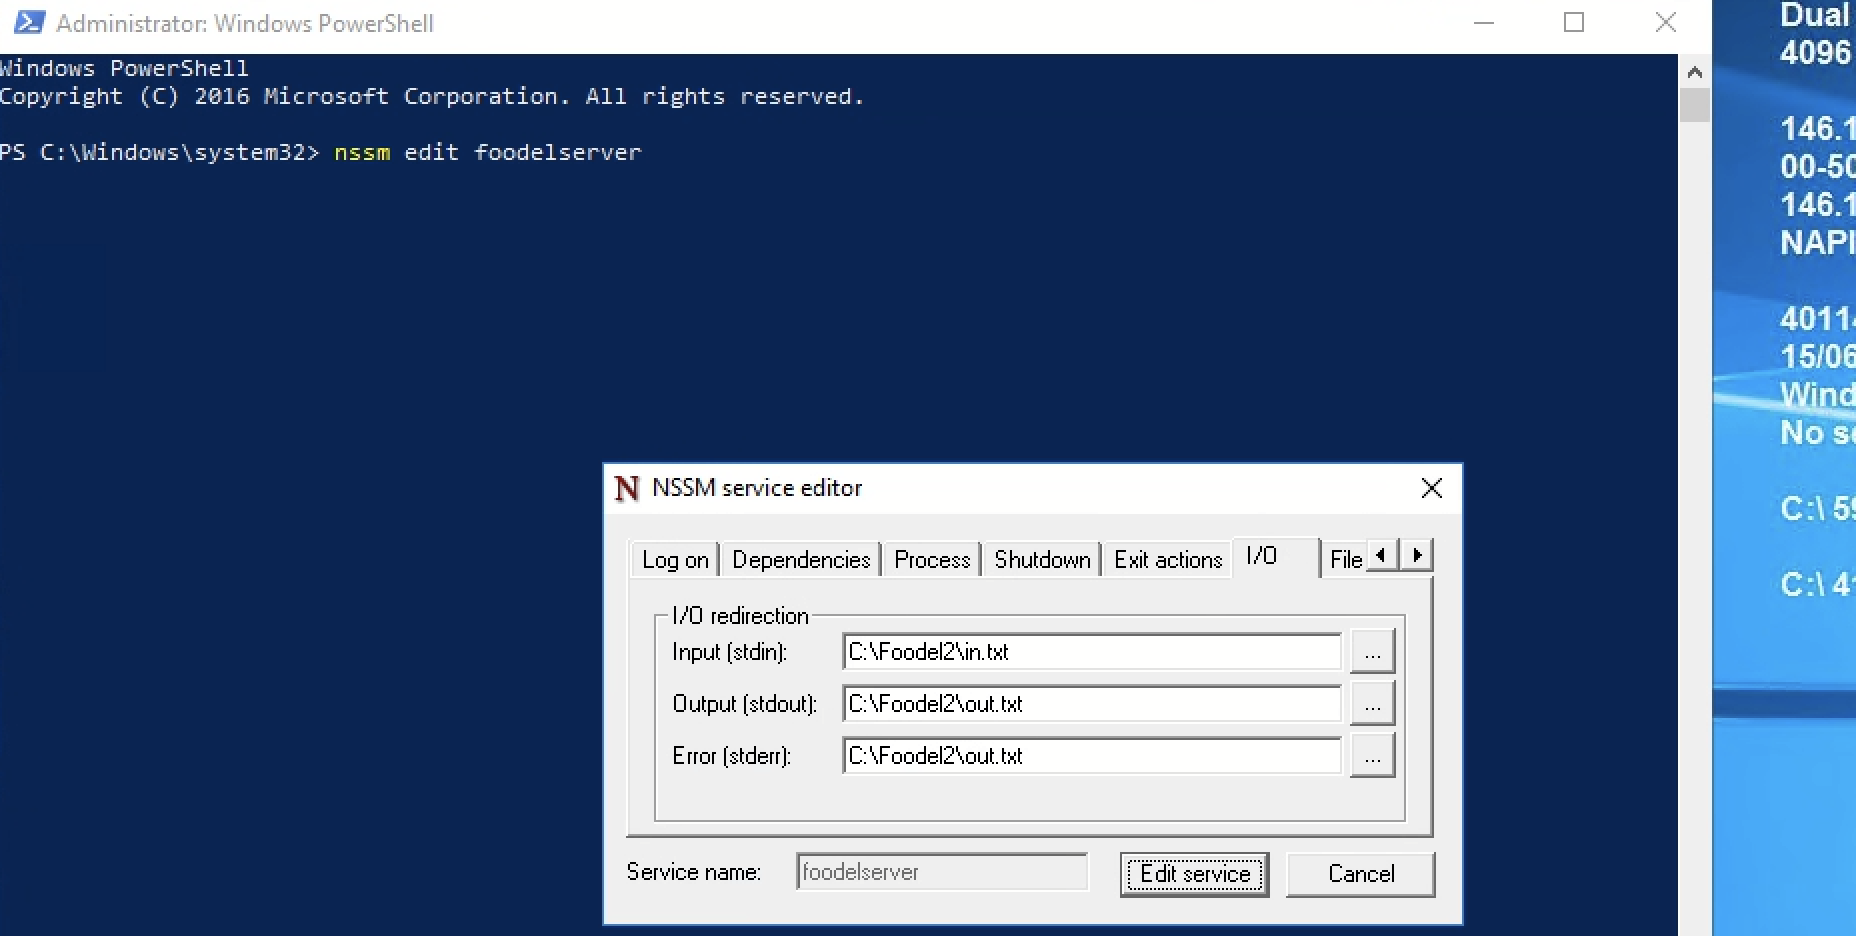 Administrator: Windows PowerShell
Windows PowerShell
Copyright (C) 2016 Microsoft Corporation. All rights reserved.
PS C:\Windows\system32> nssm edit foodelserver
NSSM service editor
Log on Dependencies Process Shutdown Exit actions I/O File
I/O redirection
Input (stdin): C:\Foodel2\in.txt ...
Output (stdout): C:\Foodel2\out.txt ...
Error (stderr): C:\Foodel2\out.txt ...
Service name: foodelserver Edit service Cancel
Dual
4096
146.1
00-50
146.1
NAPI
4011
15/06
Wind
No se
C:\ 59
C:\ 41